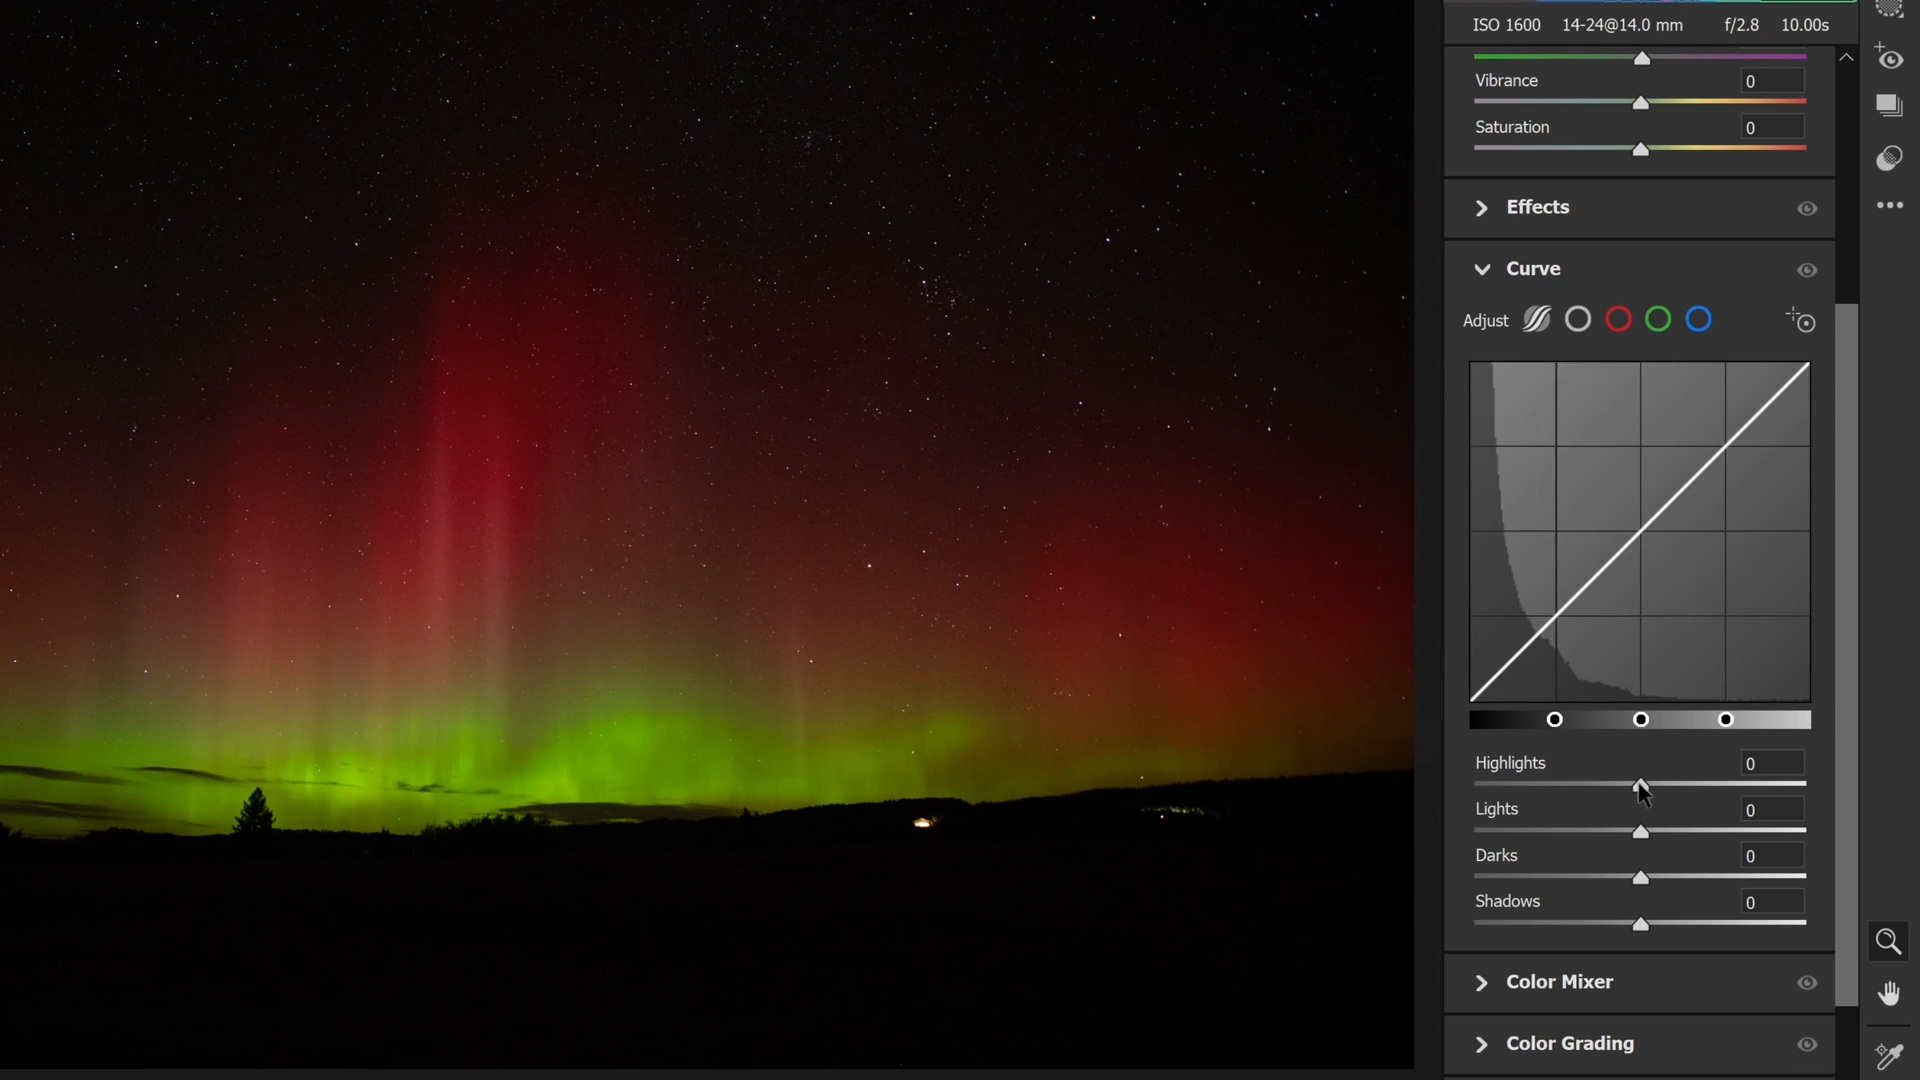 ISO 1600 14-24@14.0 mm f/2.8 10.00s
Vibrance 0
Saturation 0
Effects
Curve
Adjust
Highlights 0
Lights 0
Darks 0
Shadows 0
Color Mixer
Color Grading